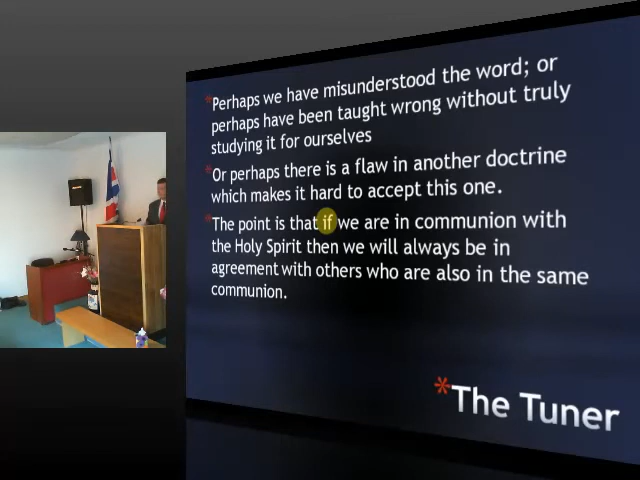 *Perhaps we have misunderstood the word; or
perhaps have been taught wrong without truly
studying it for ourselves
*Or perhaps there is a flaw in another doctrine
which makes it hard to accept this one.
*The point is that if we are in communion with
the Holy Spirit then we will always be in
agreement with others who are also in the same
communion.
*The Tuner